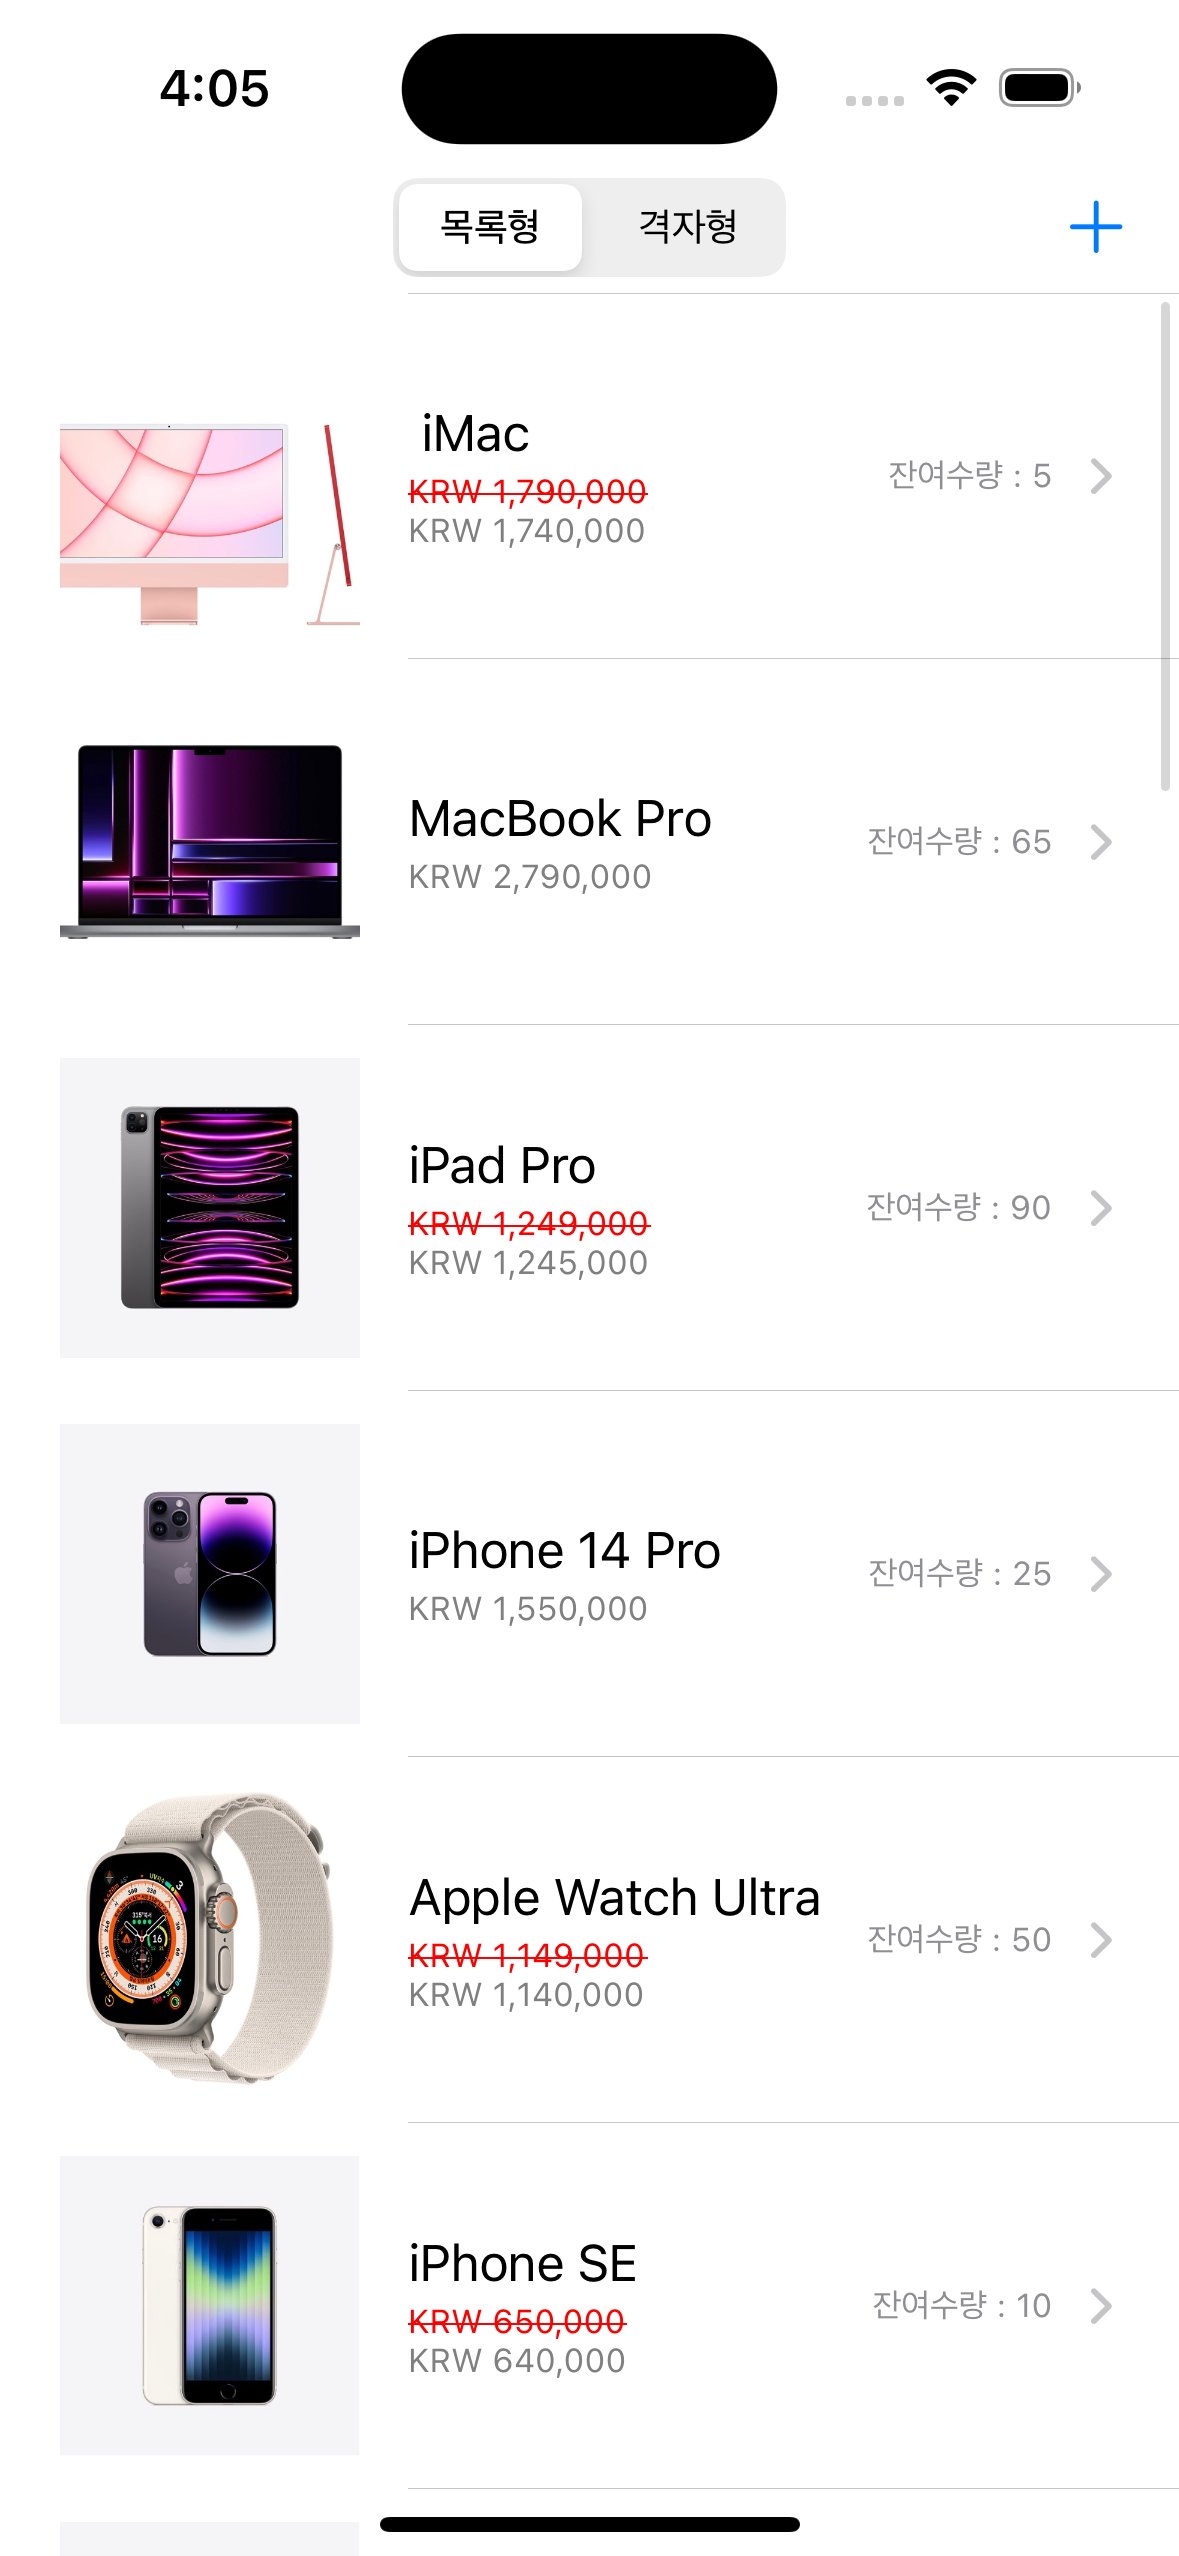 4:05
목록형
격자형
iMac
KRW 1,790,000
KRW 1,740,000
잔여수량 : 5
MacBook Pro
KRW 2,790,000
잔여수량 : 65
iPad Pro
KRW 1,249,000
KRW 1,245,000
잔여수량 : 90
iPhone 14 Pro
KRW 1,550,000
잔여수량 : 25
Apple Watch Ultra
KRW 1,149,000
KRW 1,140,000
잔여수량 : 50
iPhone SE
KRW 650,000
KRW 640,000
잔여수량 : 10